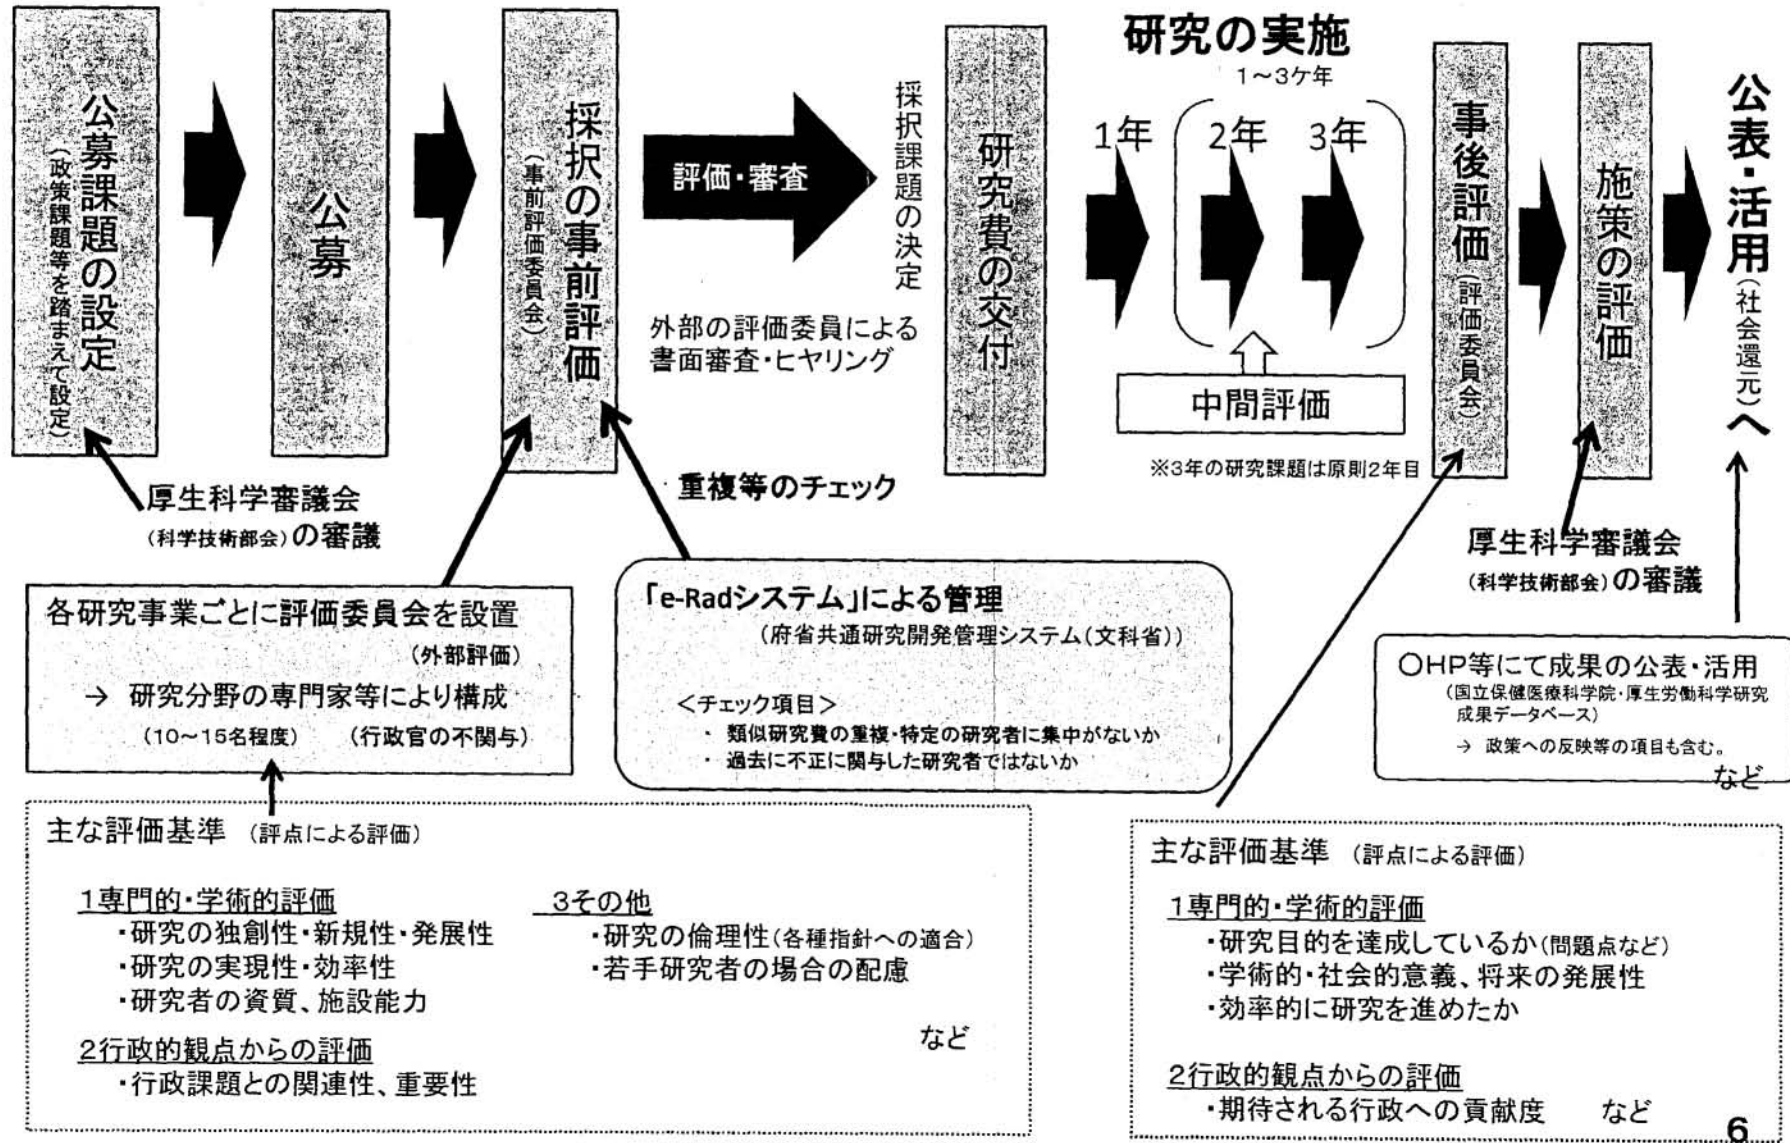 公募課題の設定
（政策課題等を踏まえて設定）
公募
採択の事前評価
（事前評価委員会）
評価・審査
採択課題の決定
外部の評価委員による
書面審査・ヒヤリング
研究費の交付
研究の実施
1～3ケ年
1年
2年
3年
中間評価
※3年の研究課題は原則2年目
事後評価（評価委員会）
施策の評価
公表・活用（社会還元）へ
厚生科学審議会
（科学技術部会）の審議
重複等のチェック
厚生科学審議会
（科学技術部会）の審議
各研究事業ごとに評価委員会を設置
（外部評価）
→ 研究分野の専門家等により構成
（10～15名程度） （行政官の不関与）
「e-Radシステム」による管理
（府省共通研究開発管理システム（文科省））
＜チェック項目＞
・ 類似研究費の重複・特定の研究者に集中がないか
・ 過去に不正に関与した研究者ではないか
○HP等にて成果の公表・活用
（国立保健医療科学院・厚生労働科学研究
成果データベース）
→ 政策への反映等の項目も含む。
など
主な評価基準 （評点による評価）
1専門的・学術的評価
・研究の独創性・新規性・発展性
・研究の実現性・効率性
・研究者の資質、施設能力
2行政的観点からの評価
・行政課題との関連性、重要性
3その他
・研究の倫理性（各種指針への適合）
・若手研究者の場合の配慮
など
主な評価基準 （評点による評価）
1専門的・学術的評価
・研究目的を達成しているか（問題点など）
・学術的・社会的意義、将来の発展性
・効率的に研究を進めたか
2行政的観点からの評価
・期待される行政への貢献度 など
6